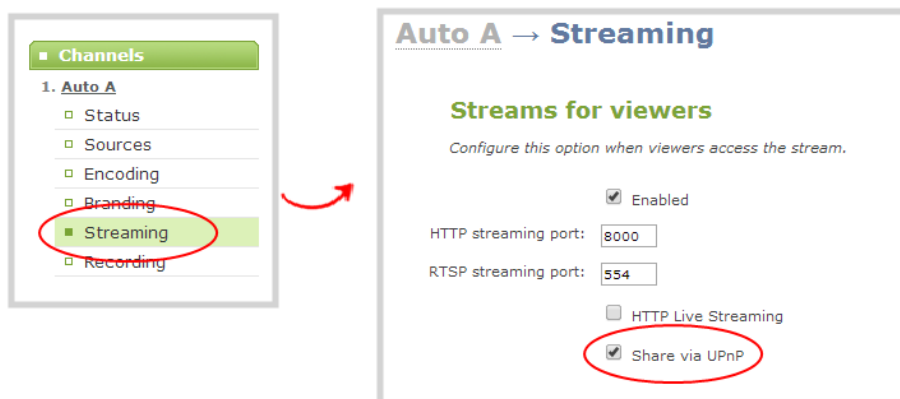 Channels
1. Auto A
Status
Sources
Encoding
Branding
Streaming
Recording
Auto A → Streaming
Streams for viewers
Configure this option when viewers access the stream.
Enabled
HTTP streaming port: 8000
RTSP streaming port: 554
HTTP Live Streaming
Share via UPnP